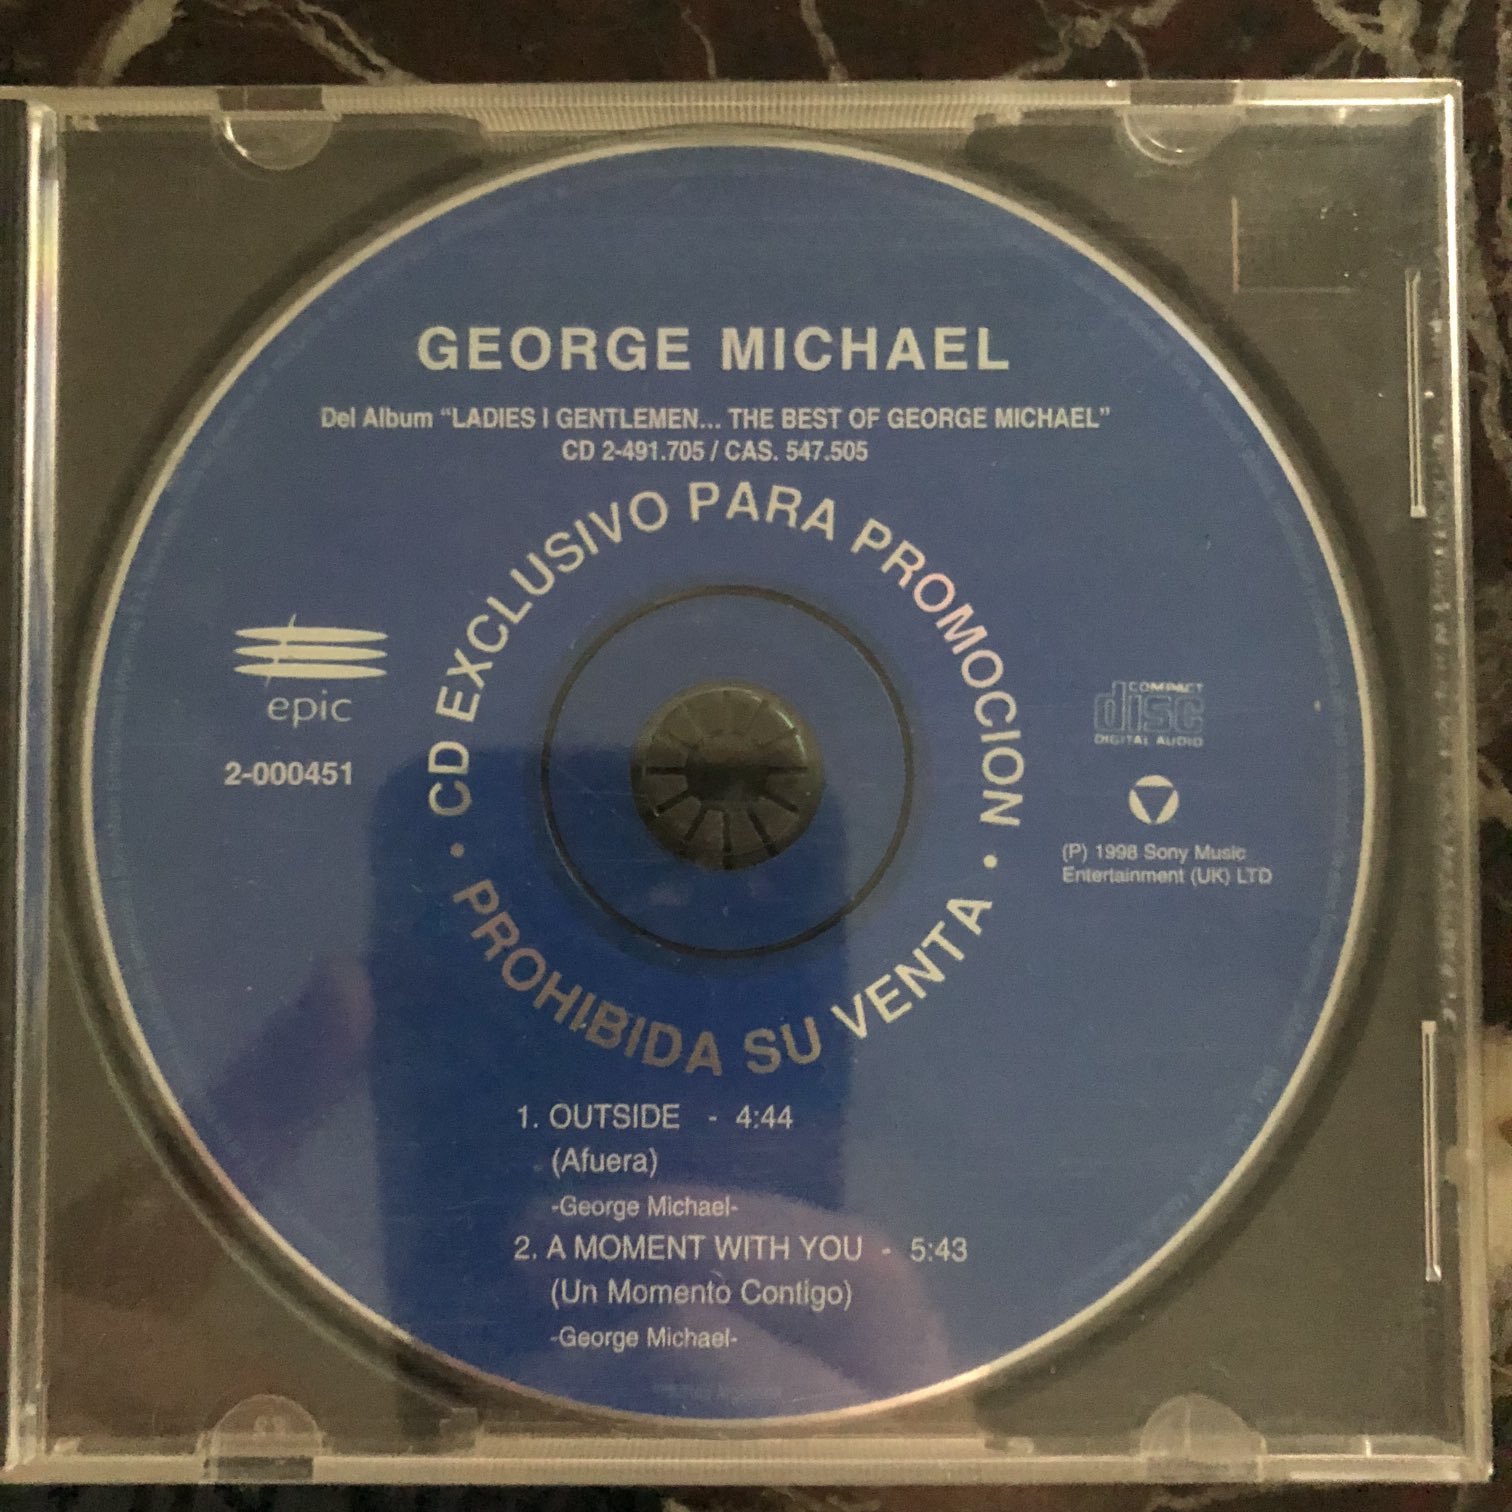 GEORGE MICHAEL
Del Album “LADIES I GENTLEMEN... THE BEST OF GEORGE MICHAEL”
CD 2-491.705 / CAS. 547.505
• CD EXCLUSIVO PARA PROMOCION •
PROHIBIDA SU VENTA
epic
2-000451
COMPACT
disc
DIGITAL AUDIO
(P) 1998 Sony Music
Entertainment (UK) LTD
1. OUTSIDE - 4:44
(Afuera)
-George Michael-
2. A MOMENT WITH YOU - 5:43
(Un Momento Contigo)
-George Michael-